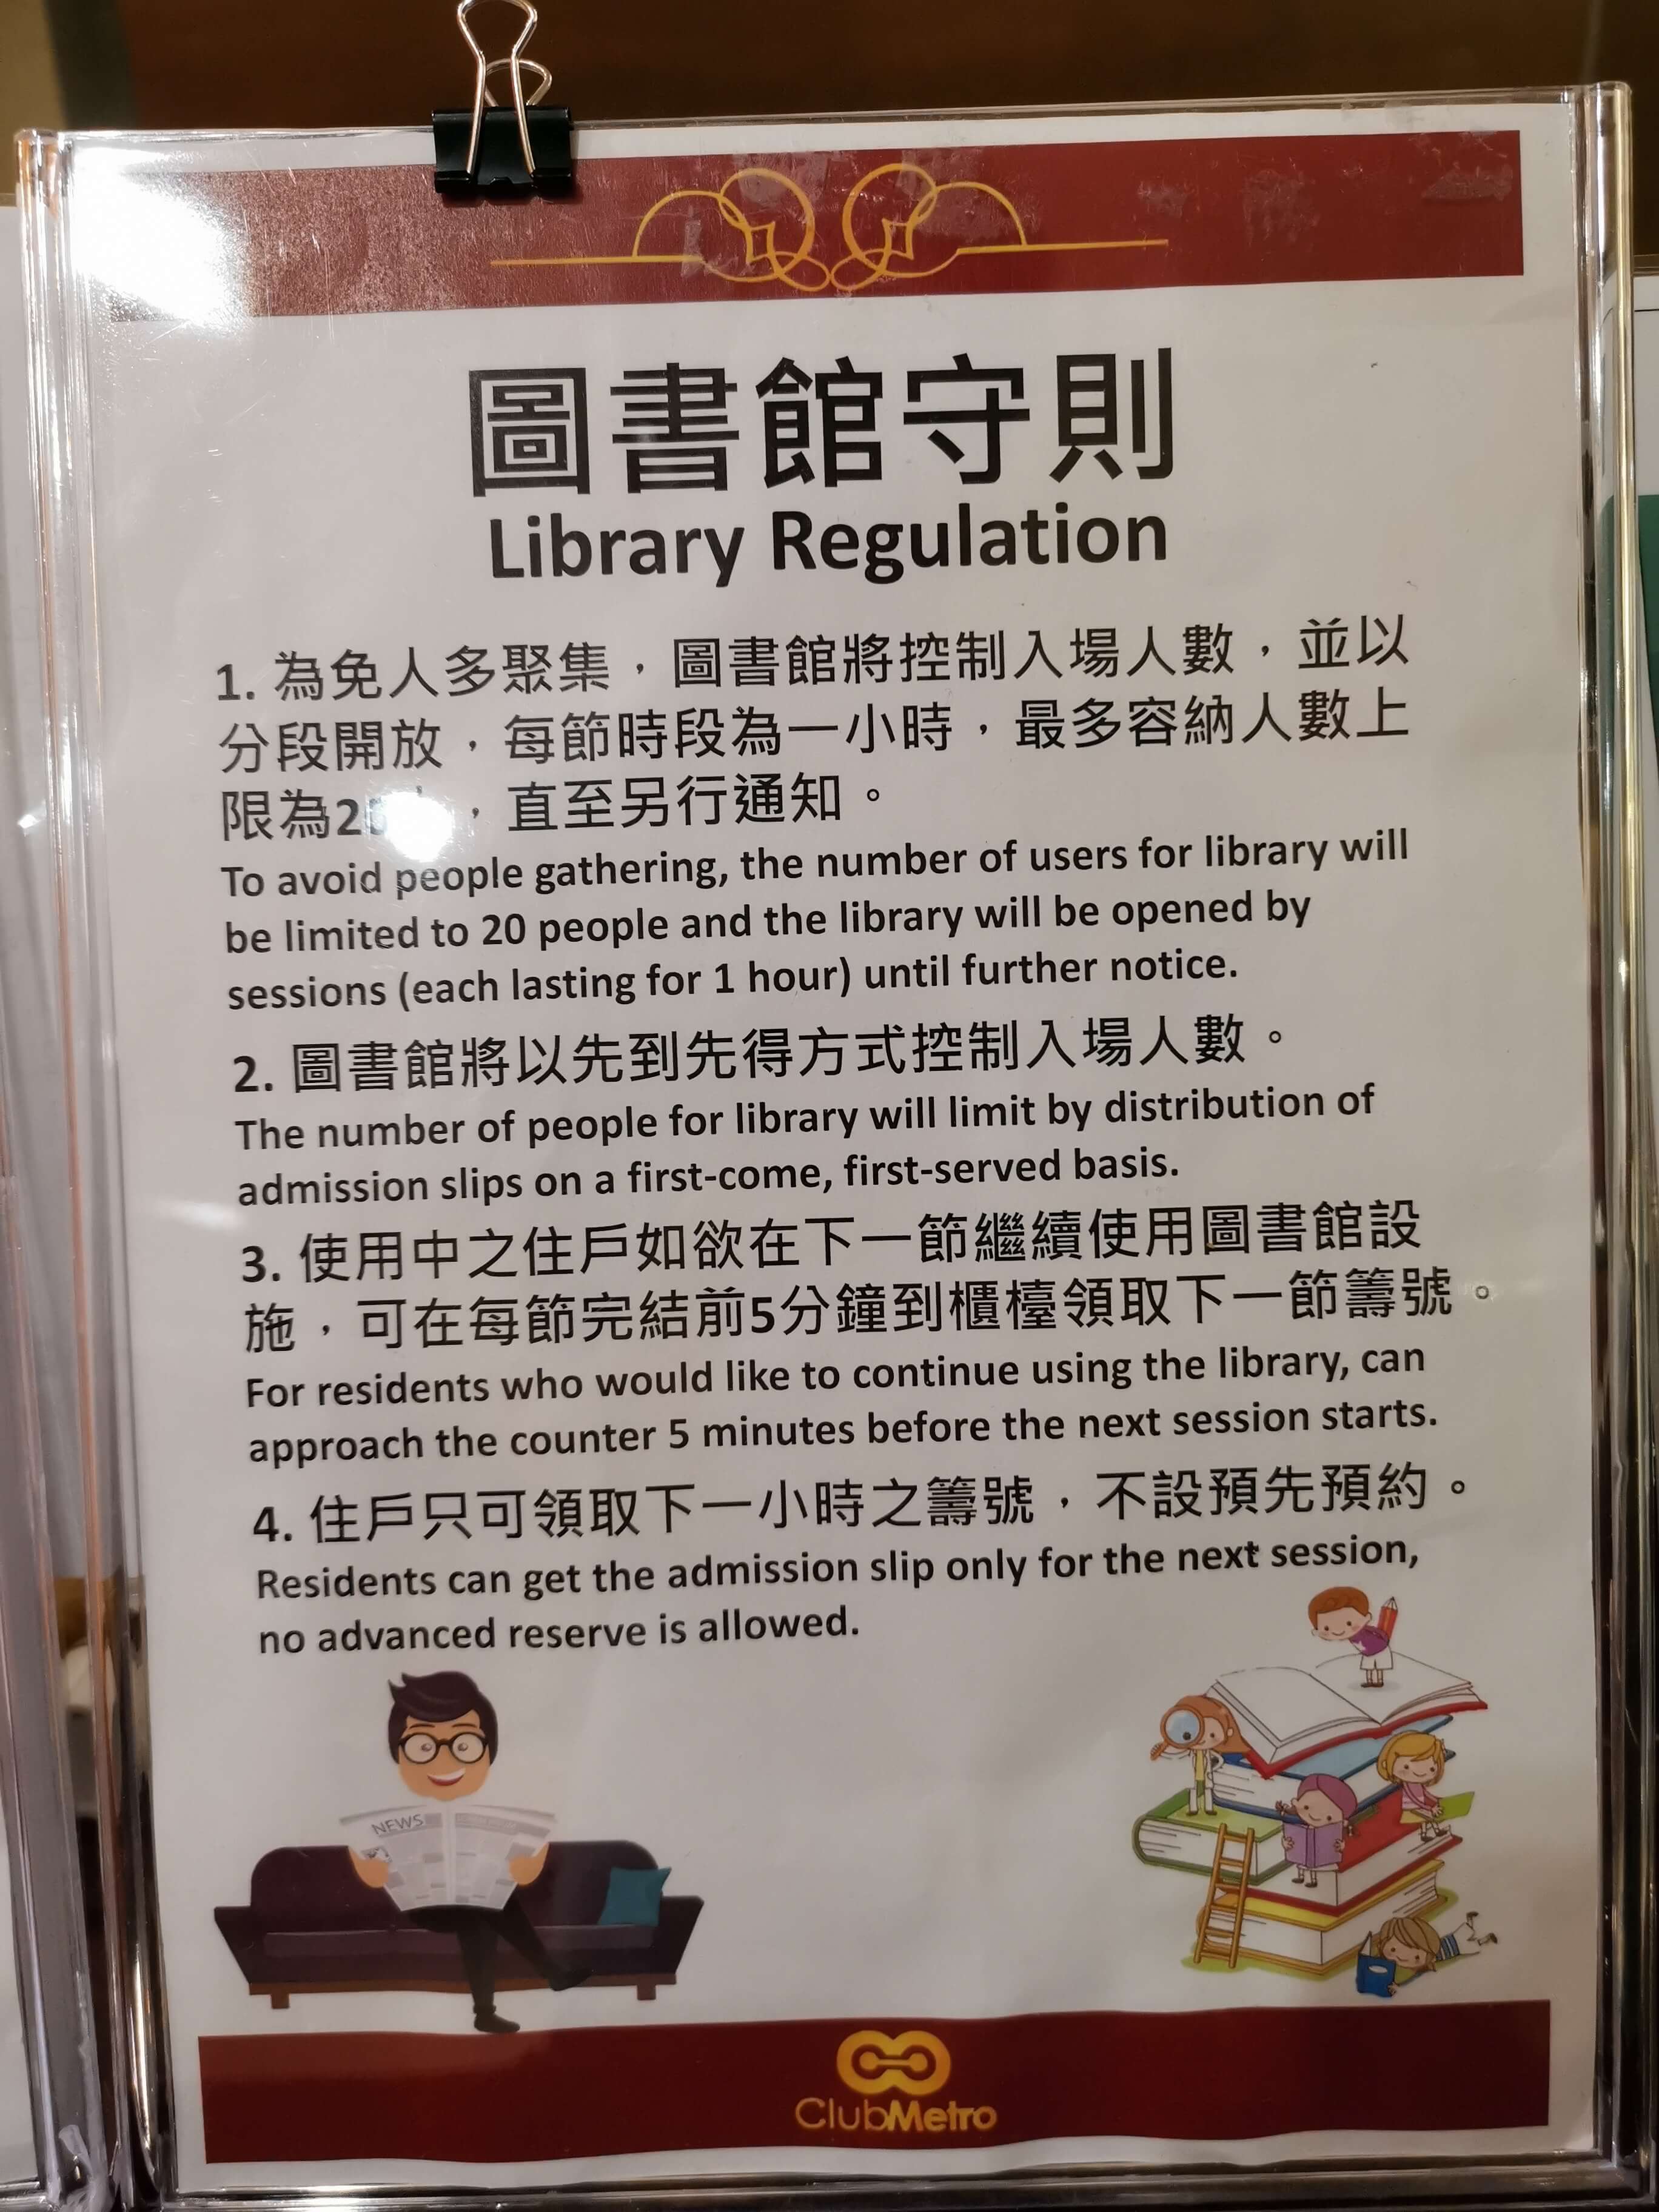 圖書館守則
Library Regulation
1. 為免人多聚集，圖書館將控制入場人數，並以
分段開放，每節時段為一小時，最多容納人數上
限為2 ，直至另行通知。
To avoid people gathering, the number of users for library will
be limited to 20 people and the library will be opened by
sessions (each lasting for 1 hour) until further notice.
2. 圖書館將以先到先得方式控制入場人數。
The number of people for library will limit by distribution of
admission slips on a first-come, first-served basis.
3. 使用中之住戶如欲在下一節繼續使用圖書館設
施，可在每節完結前5分鐘到櫃檯領取下一節籌號。
For residents who would like to continue using the library, can
approach the counter 5 minutes before the next session starts.
4. 住戶只可領取下一小時之籌號，不設預先預約。
Residents can get the admission slip only for the next session,
no advanced reserve is allowed.
NEWS
ClubMetro